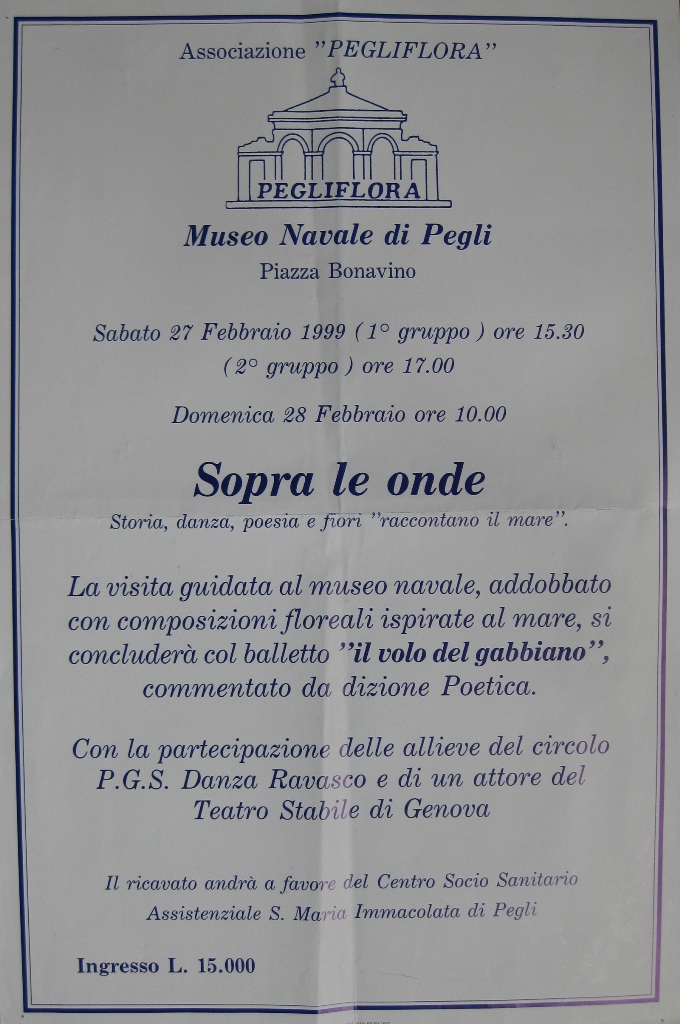 Associazione "PEGLIFLORA"
PEGLIFLORA
Museo Navale di Pegli
Piazza Bonavino
Sabato 27 Febbraio 1999 (1° gruppo) ore 15.30
(2° gruppo) ore 17.00
Domenica 28 Febbraio ore 10.00
Sopra le onde
Storia, danza, poesia e fiori "raccontano il mare".
La visita guidata al museo navale, addobbato
con composizioni floreali ispirate al mare, si
concluderà col balletto "il volo del gabbiano",
commentato da dizione Poetica.
Con la partecipazione delle allieve del circolo
P.G.S. Danza Ravasco e di un attore del
Teatro Stabile di Genova
Il ricavato andrà a favore del Centro Socio Sanitario
Assistenziale S. Maria Immacolata di Pegli
Ingresso L. 15.000